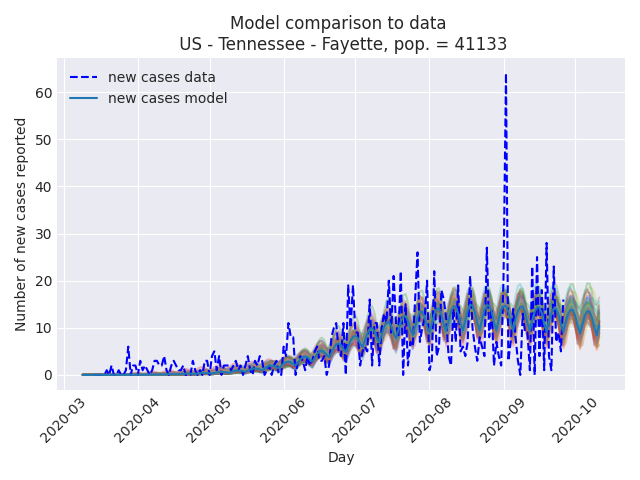 Model comparison to data
US - Tennessee - Fayette, pop. = 41133
new cases data
new cases model
Number of new cases reported
60
50
40
30
20
10
0
2020-03
2020-04
2020-05
2020-06
2020-07
2020-08
2020-09
2020-10
Day